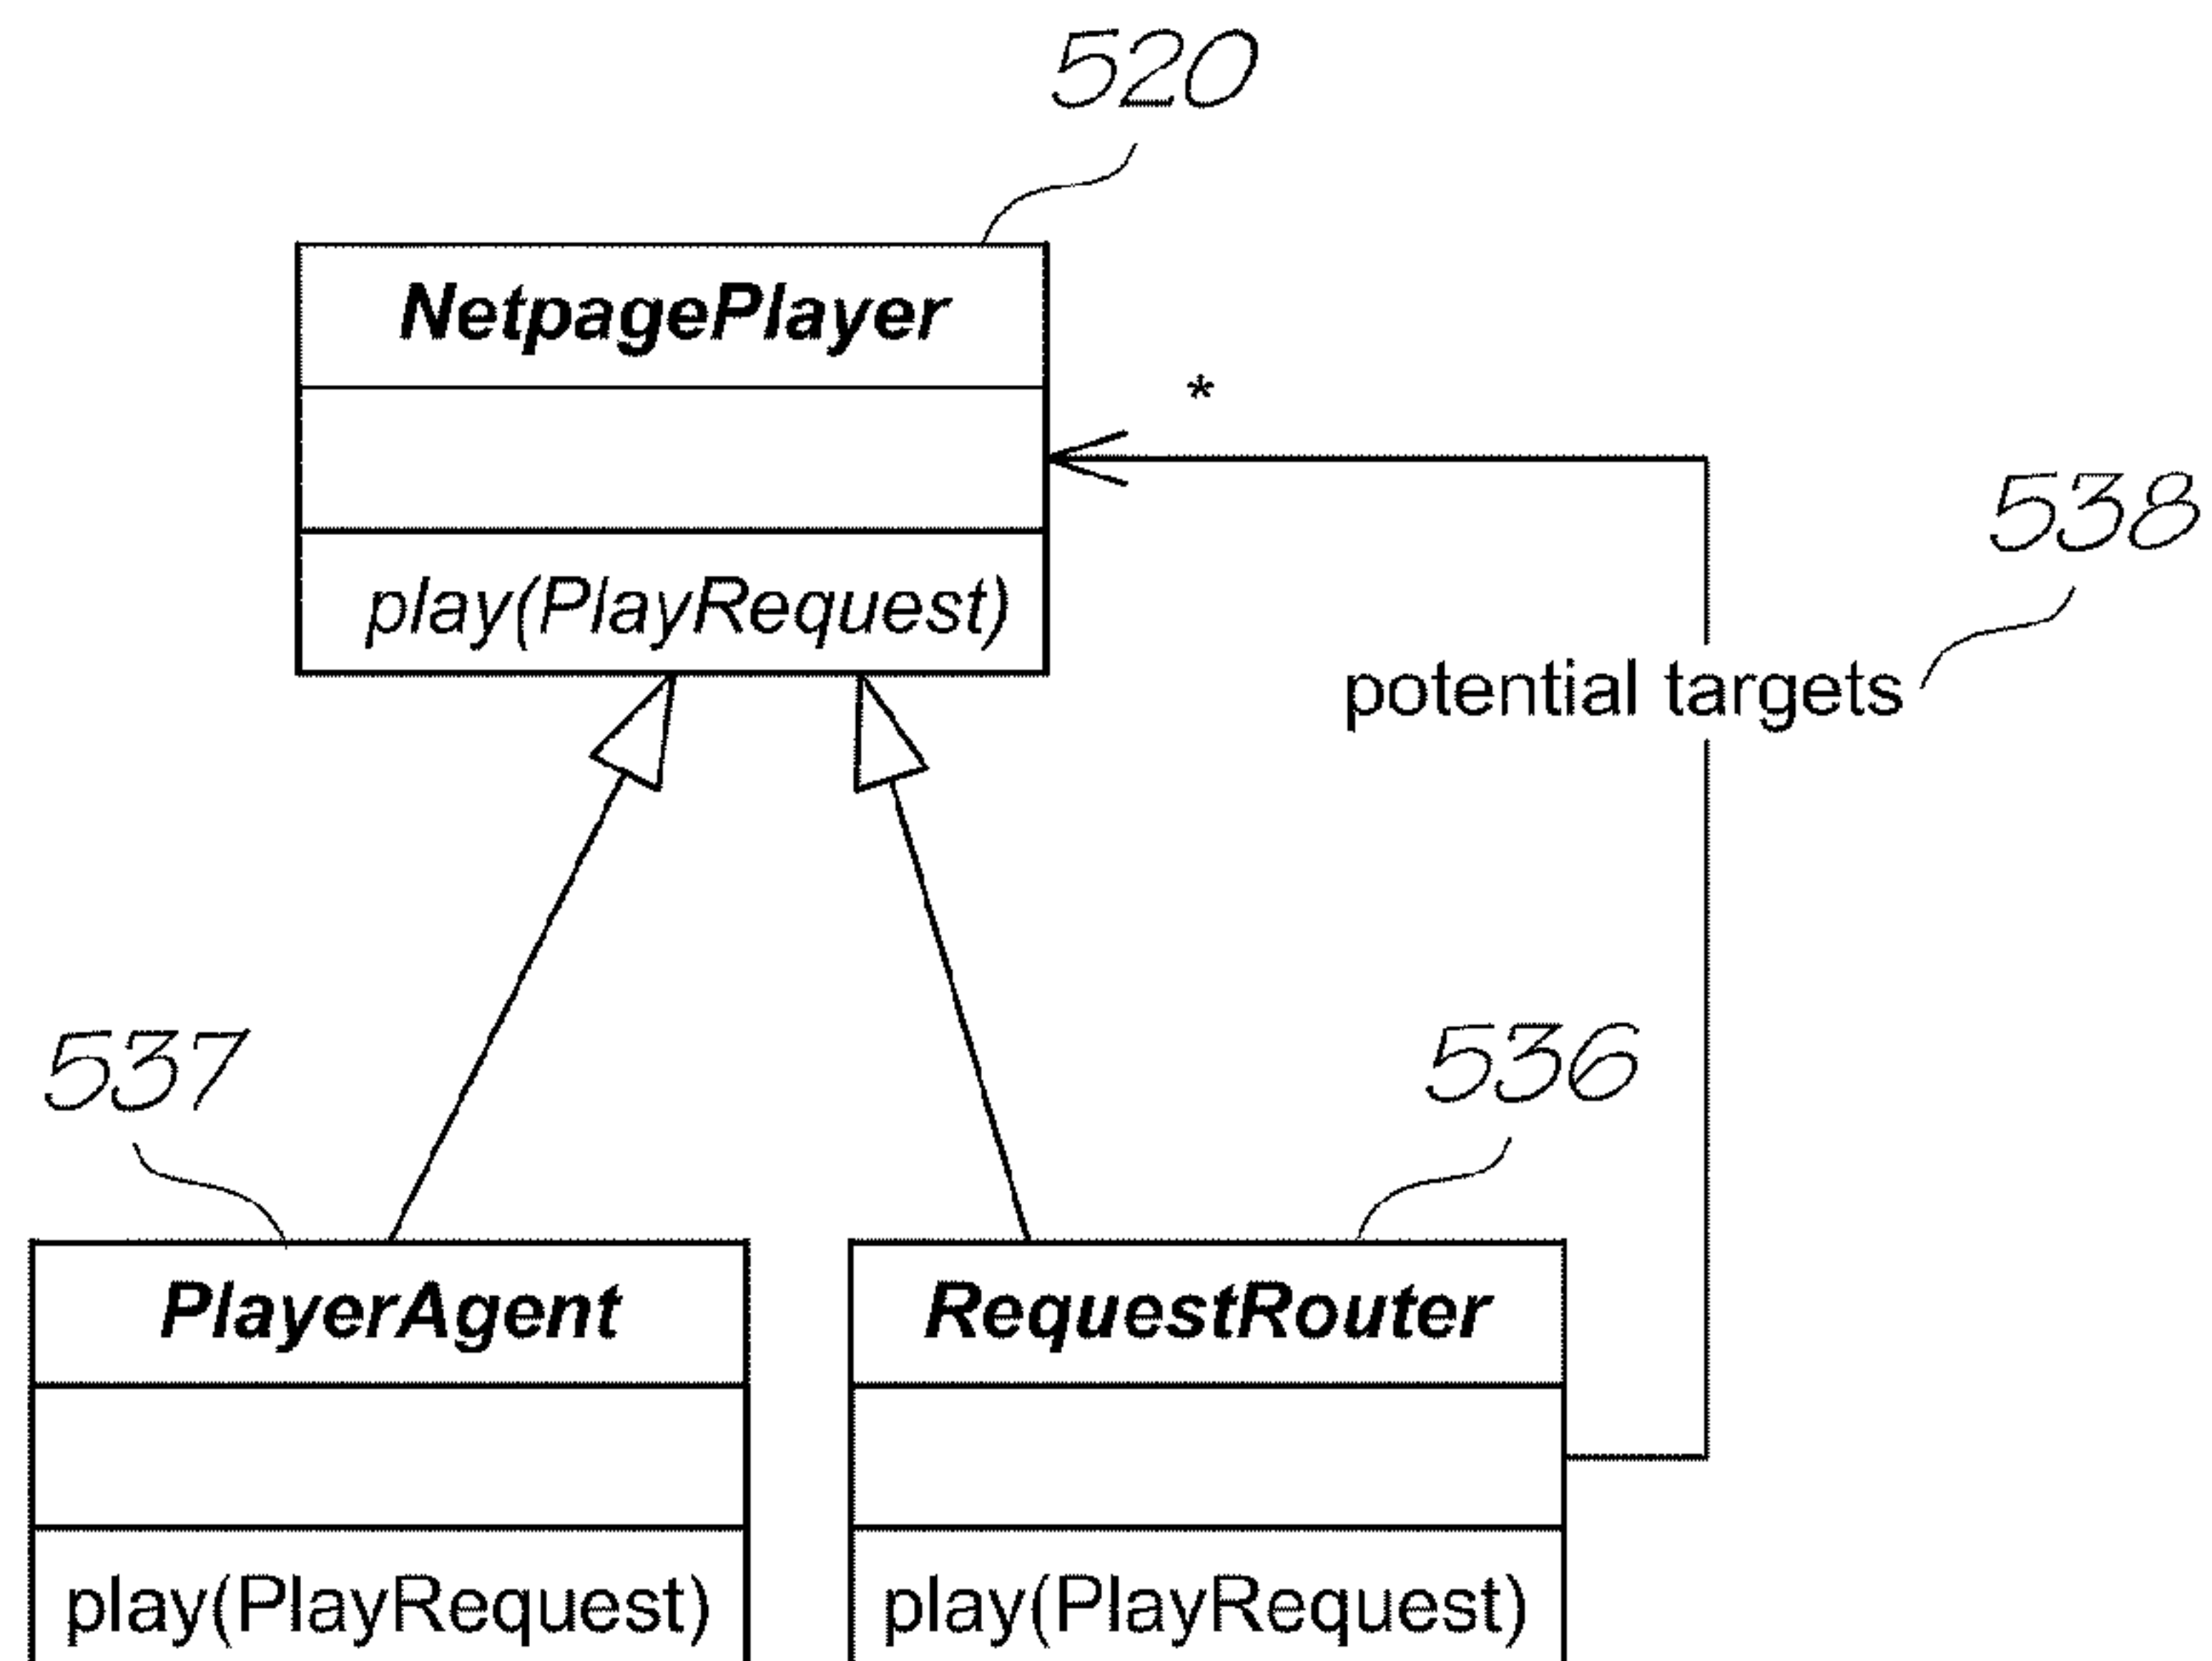 520
NetpagePlayer
*
play(PlayRequest)
538
potential targets
537
536
PlayerAgent
RequestRouter
play(PlayRequest)
play(PlayRequest)